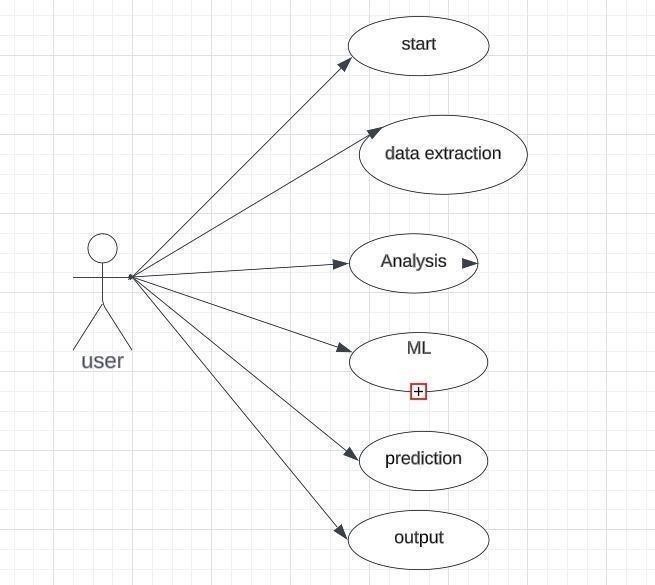 start
data extraction
Analysis
user
ML
prediction
output